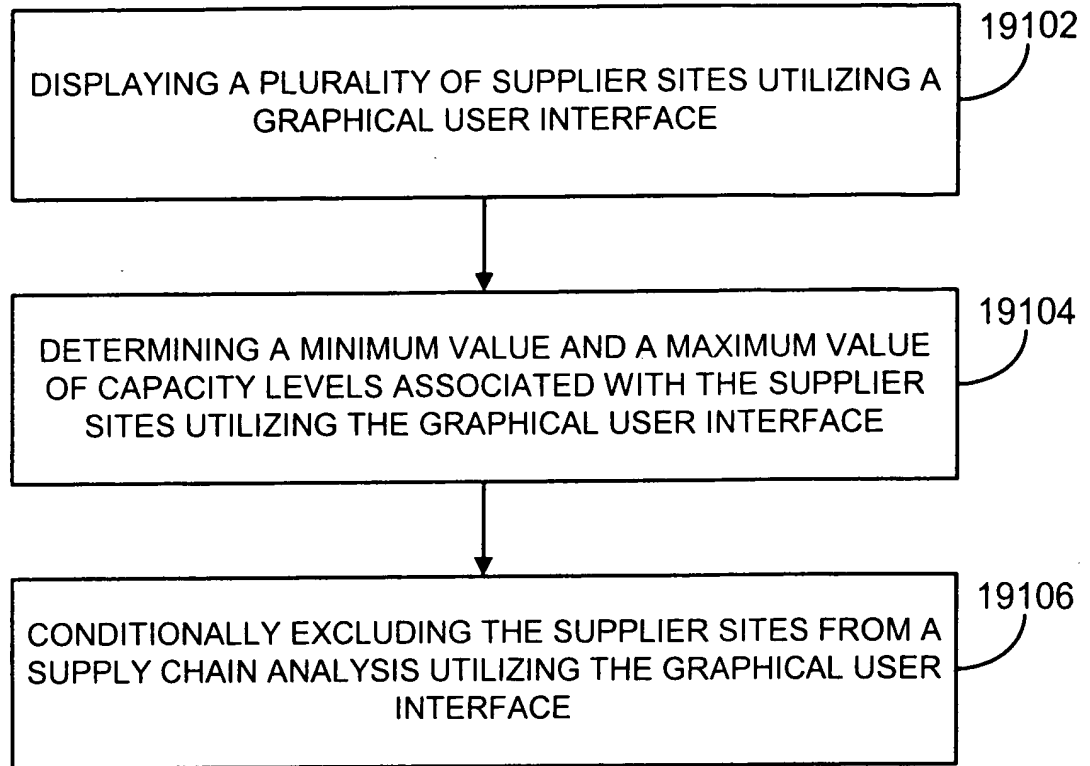 19102
DISPLAYING A PLURALITY OF SUPPLIER SITES UTILIZING A
GRAPHICAL USER INTERFACE
19104
DETERMINING A MINIMUM VALUE AND A MAXIMUM VALUE
OF CAPACITY LEVELS ASSOCIATED WITH THE SUPPLIER
SITES UTILIZING THE GRAPHICAL USER INTERFACE
19106
CONDITIONALLY EXCLUDING THE SUPPLIER SITES FROM A
SUPPLY CHAIN ANALYSIS UTILIZING THE GRAPHICAL USER
INTERFACE